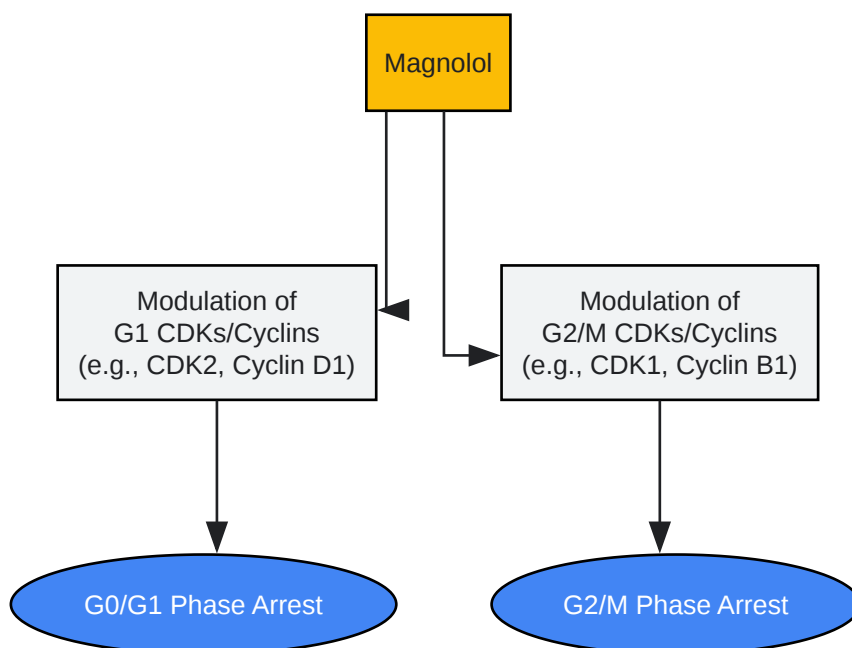 Magnolol
Modulation of
G1 CDKs/Cyclins
(e.g., CDK2, Cyclin D1)
Modulation of
G2/M CDKs/Cyclins
(e.g., CDK1, Cyclin B1)
G0/G1 Phase Arrest
G2/M Phase Arrest